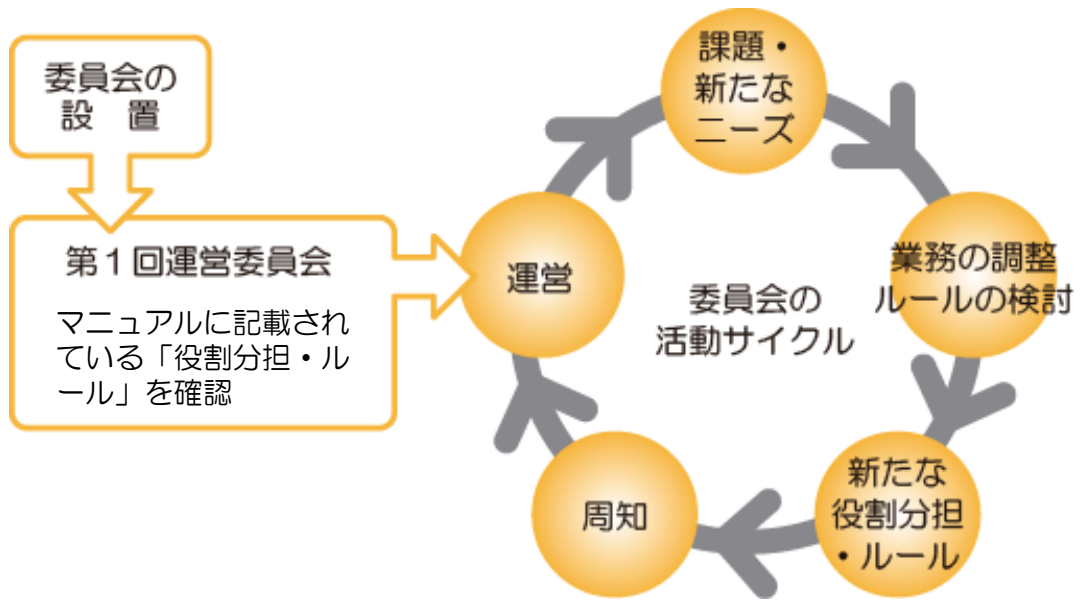 委員会の
設　置
第１回運営委員会
マニュアルに記載され
ている「役割分担・ル
ール」を確認
運営
課題・
新たな
ニーズ
業務の調整
ルールの検討
新たな
役割分担
・ルール
周知
委員会の
活動サイクル